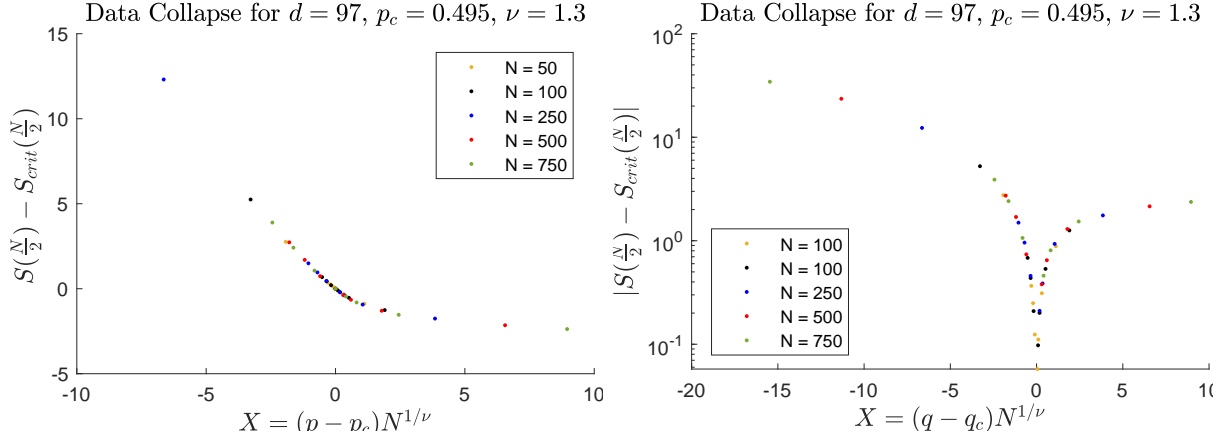 Data Collapse for d = 97, p_c = 0.495, ν = 1.3
15
10
5
0
-5
-10
-5
0
5
10
S(N/2) − S_crit(N/2)
X = (p − p_c)N^{1/ν}
N = 50
N = 100
N = 250
N = 500
N = 750
Data Collapse for d = 97, p_c = 0.495, ν = 1.3
10^2
10^1
10^0
10^-1
-20
-15
-10
-5
0
5
10
|S(N/2) − S_crit(N/2)|
X = (q − q_c)N^{1/ν}
N = 100
N = 100
N = 250
N = 500
N = 750